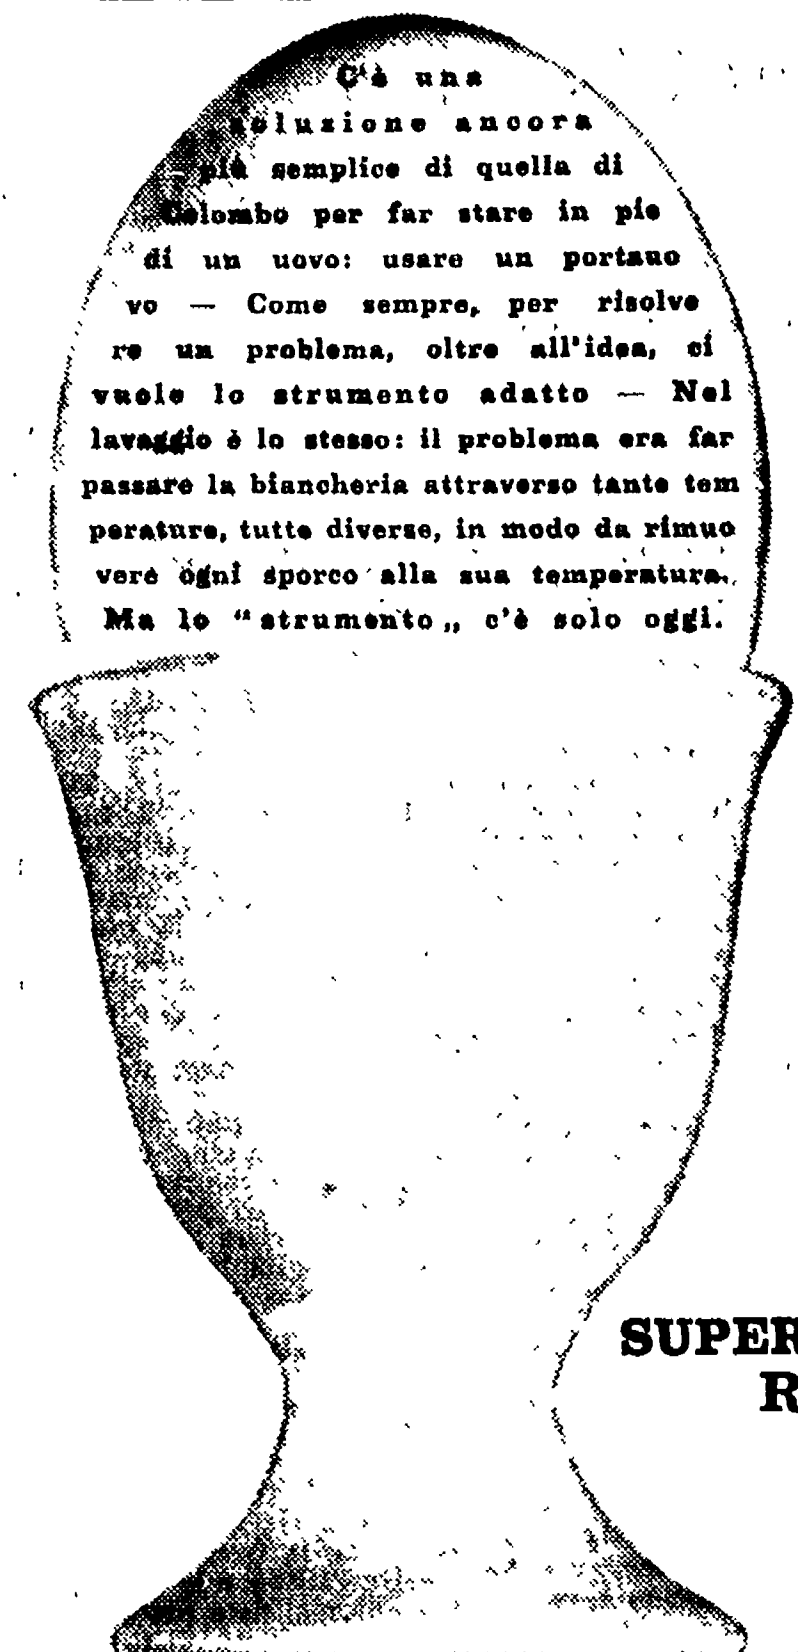 C'è una
soluzione ancora
più semplice di quella di
Colombo per far stare in pie
di un uovo: usare un portauo
vo — Come sempre, per risolve
re un problema, oltre all'idea, ci
vuole lo strumento adatto — Nel
lavaggio è lo stesso: il problema era far
passare la biancheria attraverso tante tem
perature, tutte diverse, in modo da rimuo
vere ogni sporco alla sua temperatura.
Ma lo “strumento„ c'è solo oggi.
SUPER
R